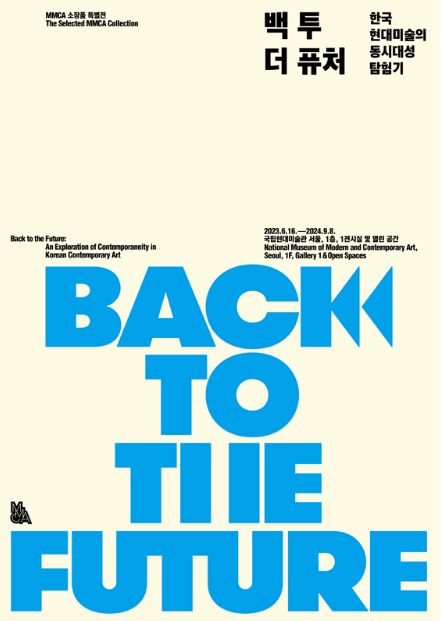 MMCA 소장품 특별전
The Selected MMCA Collection
백 투
더 퓨처
한국
현대미술의
동시대성
탐험기
Back to the Future:
An Exploration of Contemporaneity in
Korean Contemporary Art
2023.6.16.—2024.9.8.
국립현대미술관 서울, 1층, 1전시실 및 열린 공간
National Museum of Modern and Contemporary Art,
Seoul, 1F, Gallery 1 & Open Spaces
BACK
TO
THE
FUTURE
MMCA